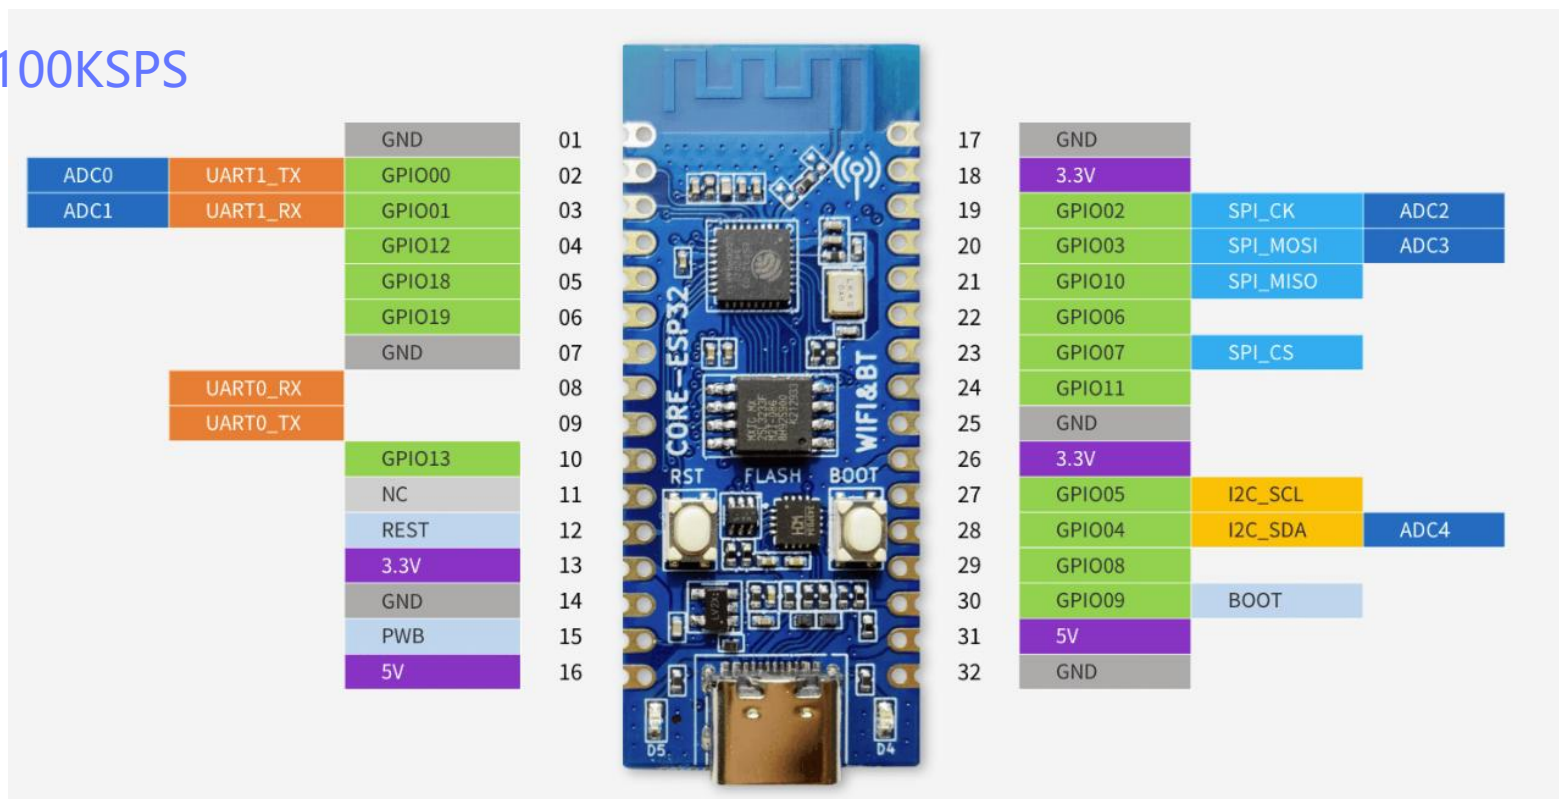 100KSPS
GND 01 17 GND
ADC0 UART1_TX GPIO00 02 18 3.3V
ADC1 UART1_RX GPIO01 03 19 GPIO02 SPI_CK ADC2
GPIO12 04 20 GPIO03 SPI_MOSI ADC3
GPIO18 05 21 GPIO10 SPI_MISO
GPIO19 06 22 GPIO06
GND 07 23 GPIO07 SPI_CS
UART0_RX 08 24 GPIO11
UART0_TX 09 25 GND
GPIO13 10 26 3.3V
NC 11 27 GPIO05 I2C_SCL
REST 12 28 GPIO04 I2C_SDA ADC4
3.3V 13 29 GPIO08
GND 14 30 GPIO09 BOOT
PWB 15 31 5V
5V 16 32 GND
CORE-ESP32
WIFI&BT
RST FLASH BOOT
D5 D4